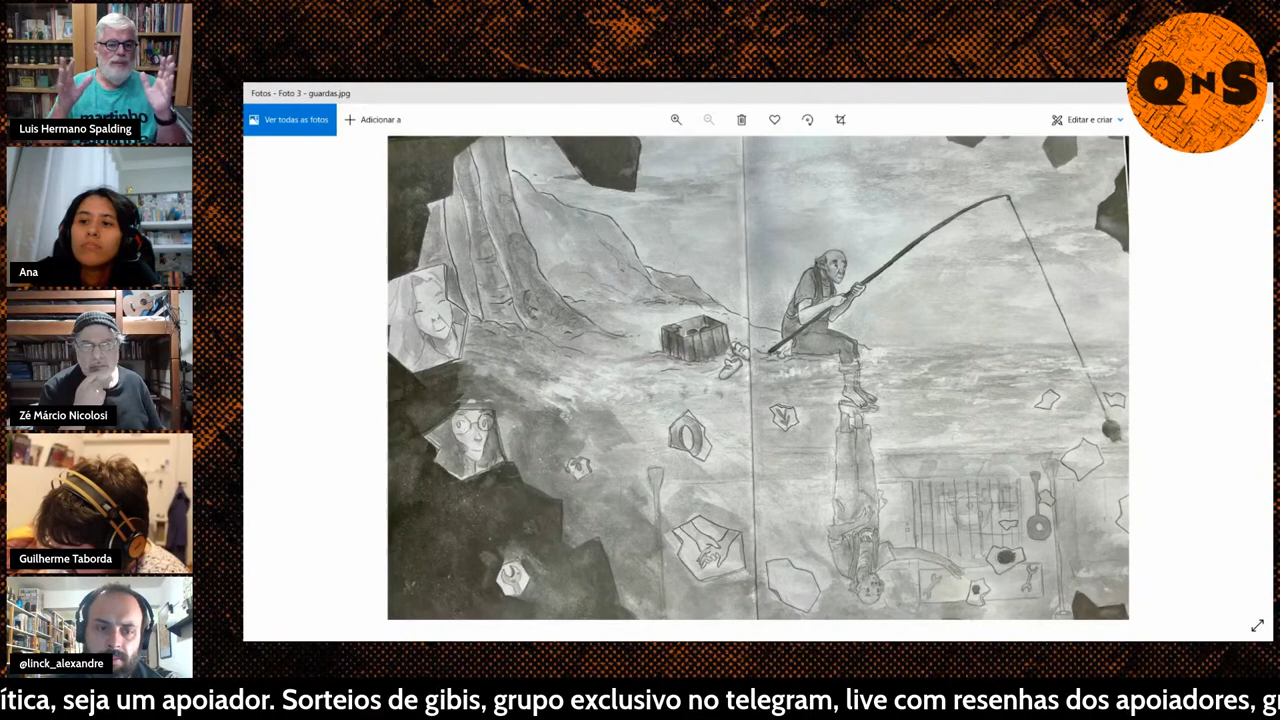 Luis Hermano Spalding
Ana
Zé Márcio Nicolosi
Guilherme Taborda
@linck_alexandre
Fotos - Foto 3 - guardas.jpg
Ver todas as fotos
Adicionar a
Editar e criar
QNS
ítica, seja um apoiador. Sorteios de gibis, grupo exclusivo no telegram, live com resenhas dos apoiadores, g